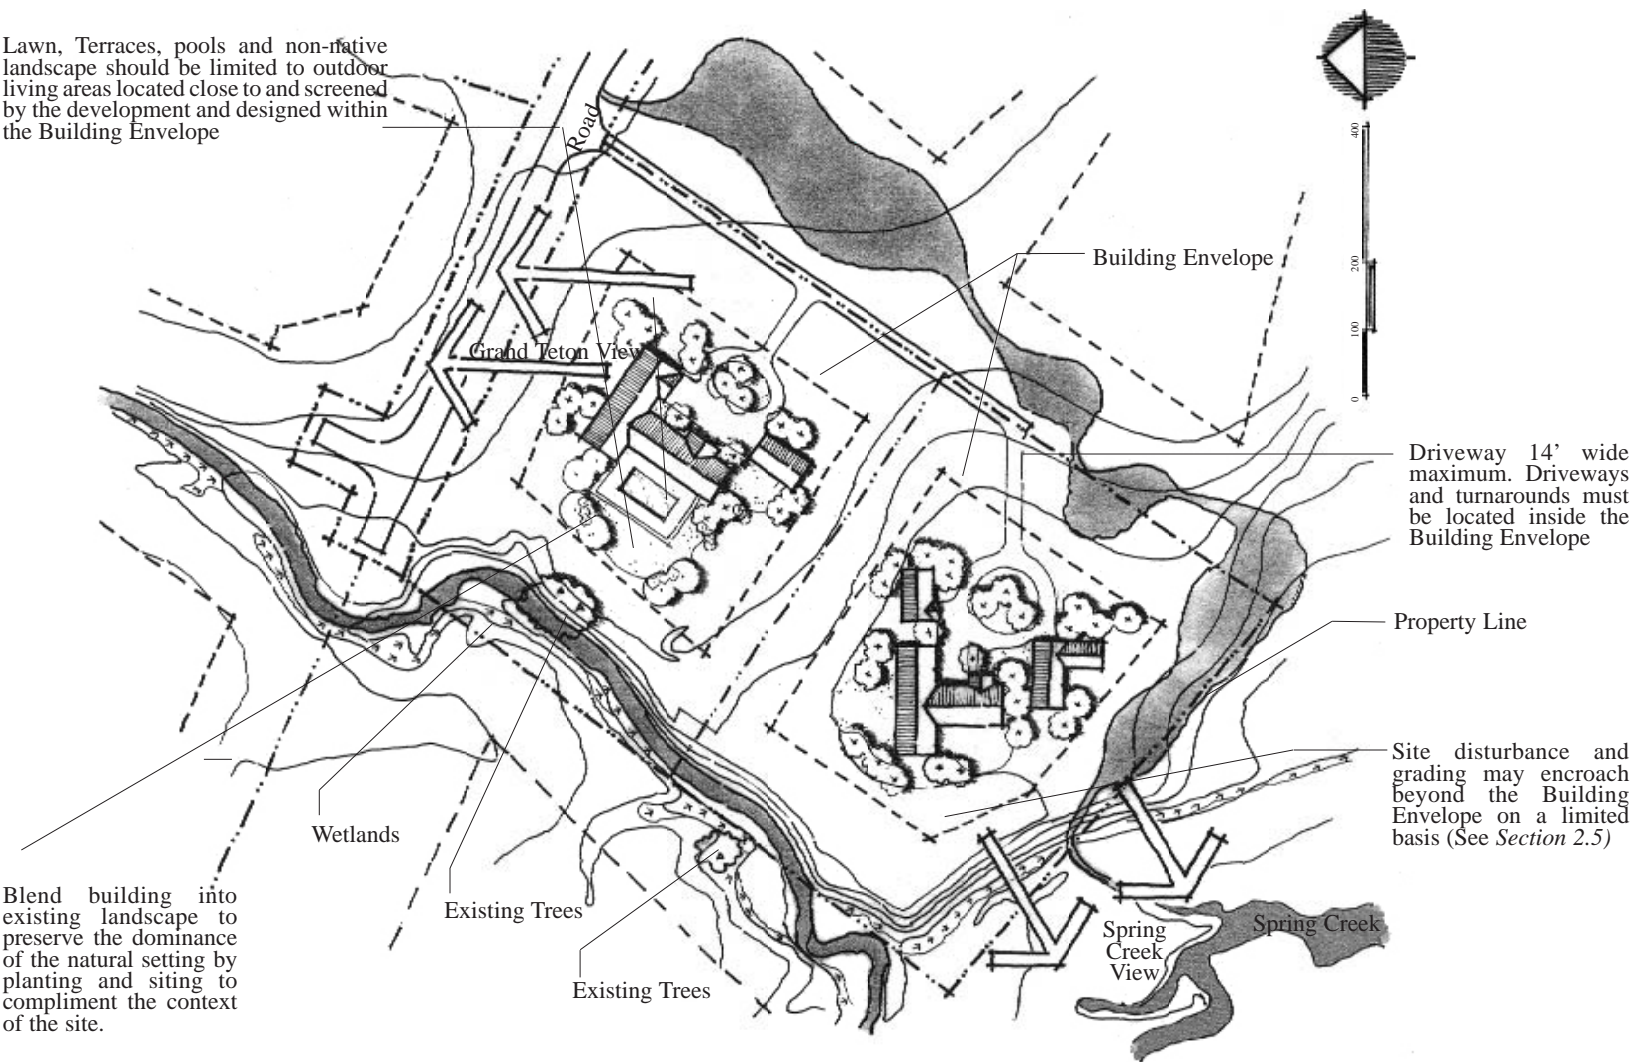 Lawn, Terraces, pools and non-native
landscape should be limited to outdoor
living areas located close to and screened
by the development and designed within
the Building Envelope
Road
400
200
100
0
Building Envelope
Grand Teton View
Driveway 14’ wide
maximum. Driveways
and turnarounds must
be located inside the
Building Envelope
Property Line
Site disturbance and
grading may encroach
beyond the Building
Envelope on a limited
basis (See Section 2.5)
Wetlands
Existing Trees
Existing Trees
Blend building into
existing landscape to
preserve the dominance
of the natural setting by
planting and siting to
compliment the context
of the site.
Spring
Creek
View
Spring Creek